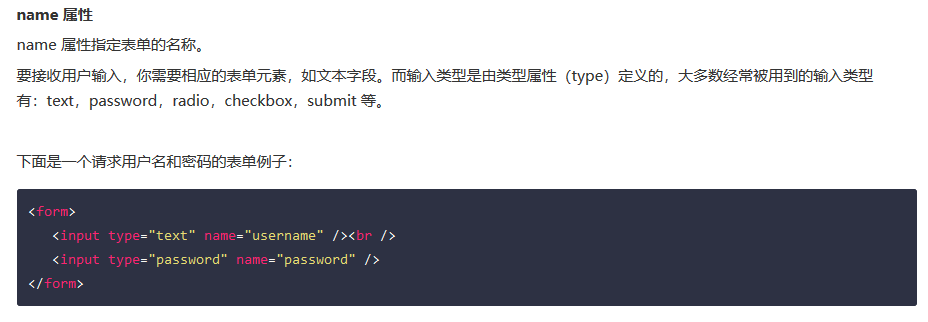 name 属性
name 属性指定表单的名称。
要接收用户输入，你需要相应的表单元素，如文本字段。而输入类型是由类型属性（type）定义的，大多数经常被用到的输入类型
有：text，password，radio，checkbox，submit 等。
下面是一个请求用户名和密码的表单例子：
<form>
   <input type="text" name="username" /><br />
   <input type="password" name="password" />
</form>